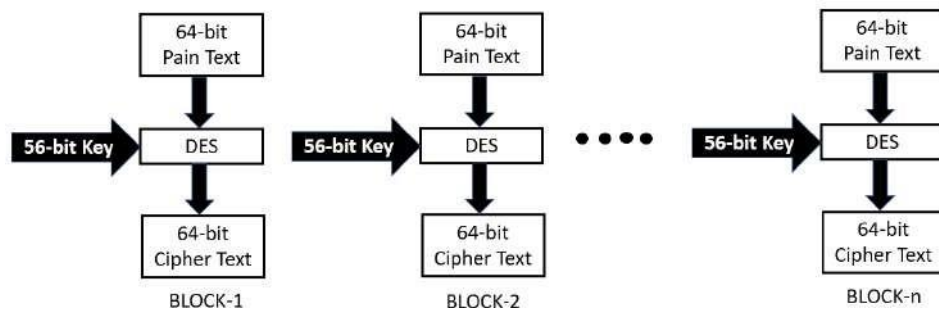 64-bit
Pain Text
64-bit
Pain Text
64-bit
Pain Text
56-bit Key
DES
56-bit Key
DES
56-bit Key
DES
64-bit
Cipher Text
64-bit
Cipher Text
64-bit
Cipher Text
BLOCK-1
BLOCK-2
BLOCK-n